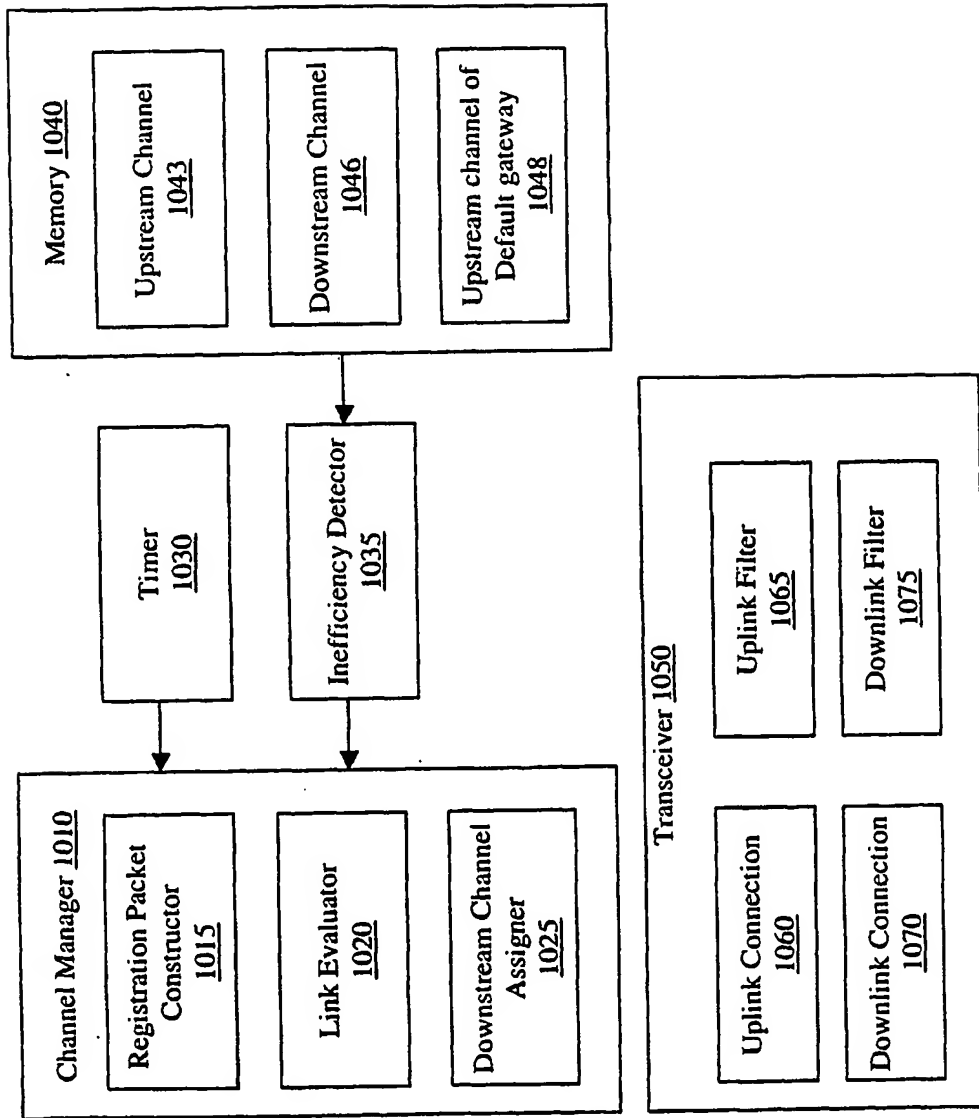 Channel Manager 1010
Registration Packet
Constructor
1015
Link Evaluator
1020
Downstream Channel
Assigner
1025
Timer
1030
Inefficiency Detector
1035
Memory 1040
Upstream Channel
1043
Downstream Channel
1046
Upstream channel of
Default gateway
1048
Transceiver 1050
Uplink Connection
1060
Uplink Filter
1065
Downlink Connection
1070
Downlink Filter
1075